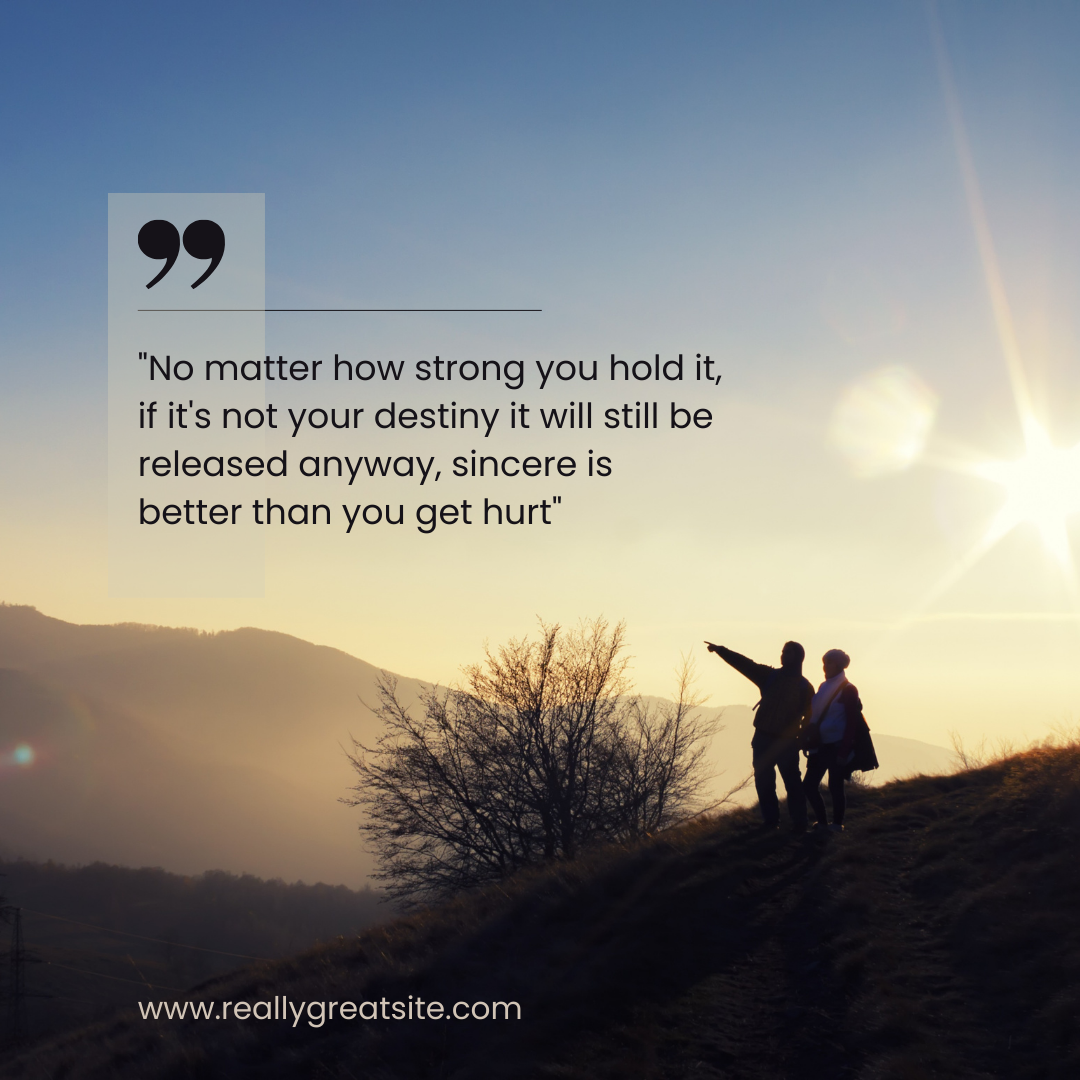 "No matter how strong you hold it,
if it's not your destiny it will still be
released anyway, sincere is
better than you get hurt"
www.reallygreatsite.com